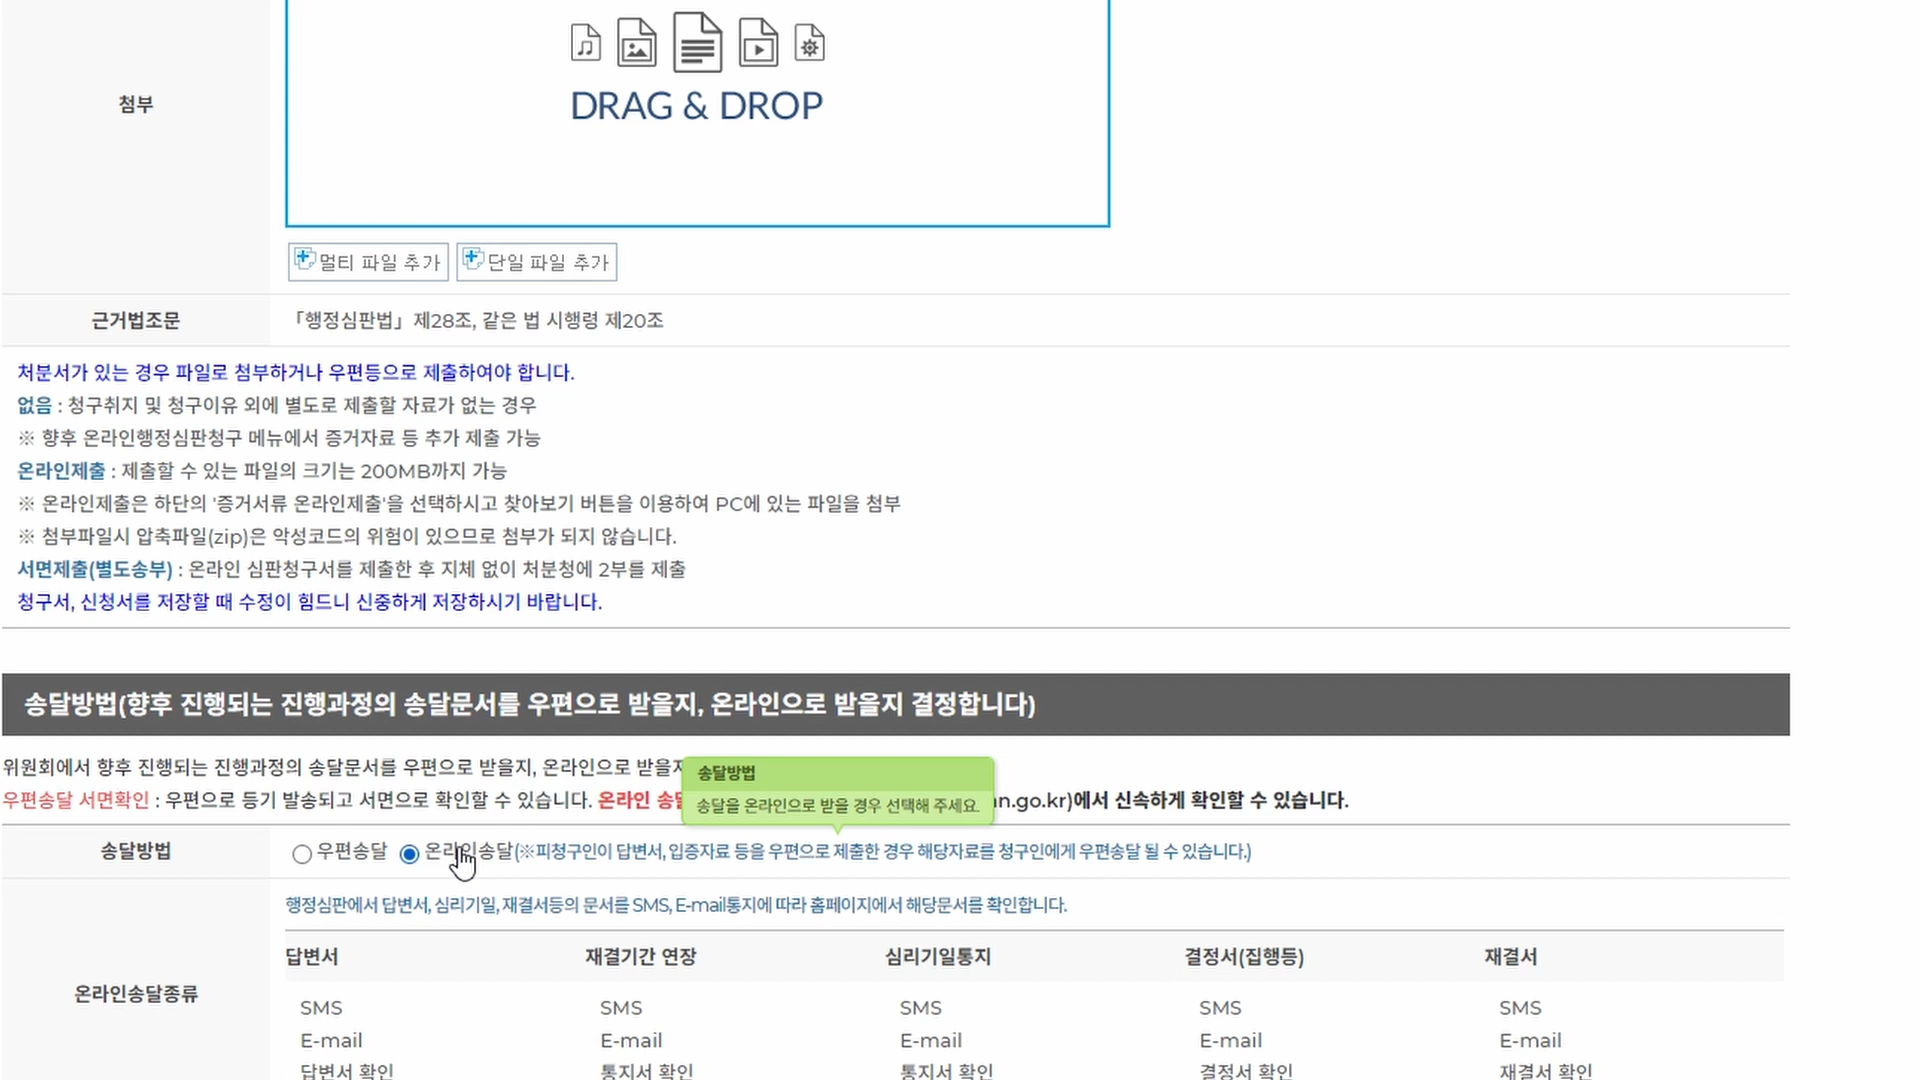 첨부
DRAG & DROP
멀티 파일 추가 단일 파일 추가
근거법조문 「행정심판법」 제28조, 같은 법 시행령 제20조
처분서가 있는 경우 파일로 첨부하거나 우편등으로 제출하여야 합니다.
없음 : 청구취지 및 청구이유 외에 별도로 제출할 자료가 없는 경우
※ 향후 온라인행정심판청구 메뉴에서 증거자료 등 추가 제출 가능
온라인제출 : 제출할 수 있는 파일의 크기는 200MB까지 가능
※ 온라인제출은 하단의 '증거서류 온라인제출'을 선택하시고 찾아보기 버튼을 이용하여 PC에 있는 파일을 첨부
※ 첨부파일시 압축파일(zip)은 악성코드의 위험이 있으므로 첨부가 되지 않습니다.
서면제출(별도송부) : 온라인 심판청구서를 제출한 후 지체 없이 처분청에 2부를 제출
청구서, 신청서를 저장할 때 수정이 힘드니 신중하게 저장하시기 바랍니다.
송달방법(향후 진행되는 진행과정의 송달문서를 우편으로 받을지, 온라인으로 받을지 결정합니다)
위원회에서 향후 진행되는 진행과정의 송달문서를 우편으로 받을지, 온라인으로 받을지
송달방법
우편송달 서면확인 : 우편으로 등기 발송되고 서면으로 확인할 수 있습니다. 온라인 n.go.kr)에서 신속하게 확인할 수 있습니다.
송달을 온라인으로 받을 경우 선택해 주세요.
송달방법 우편송달 온라인송달(※피청구인이 답변서, 입증자료 등을 우편으로 제출한 경우 해당자료를 청구인에게 우편송달 될 수 있습니다.)
행정심판에서 답변서, 심리기일, 재결서등의 문서를 SMS, E-mail통지에 따라 홈페이지에서 해당문서를 확인합니다.
답변서 재결기간 연장 심리기일통지 결정서(집행등) 재결서
온라인송달종류
SMS SMS SMS SMS SMS
E-mail E-mail E-mail E-mail E-mail
답변서 확인 통지서 확인 통지서 확인 결정서 확인 재결서 확인